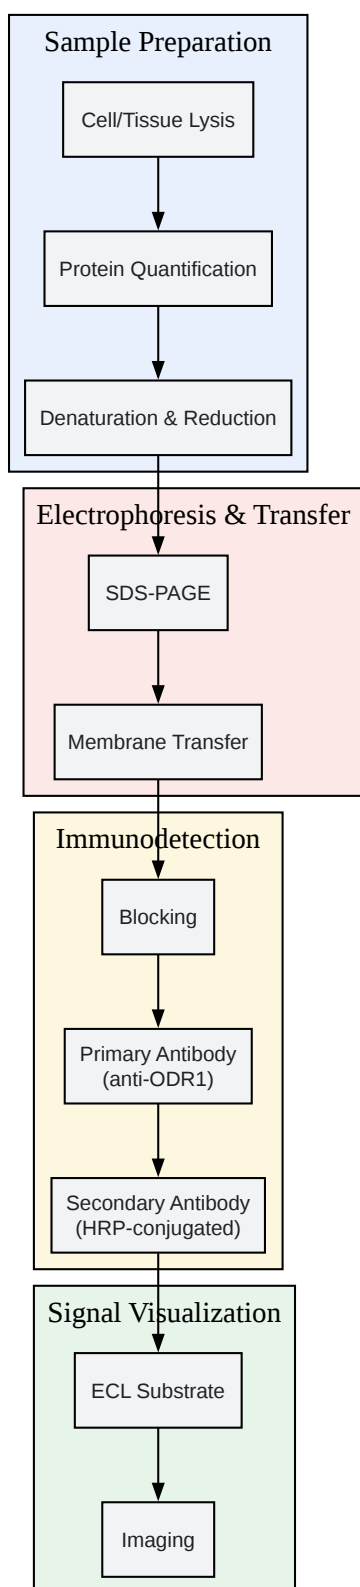 Sample Preparation
Cell/Tissue Lysis
Protein Quantification
Denaturation & Reduction
Electrophoresis & Transfer
SDS-PAGE
Membrane Transfer
Immunodetection
Blocking
Primary Antibody
(anti-ODR1)
Secondary Antibody
(HRP-conjugated)
Signal Visualization
ECL Substrate
Imaging